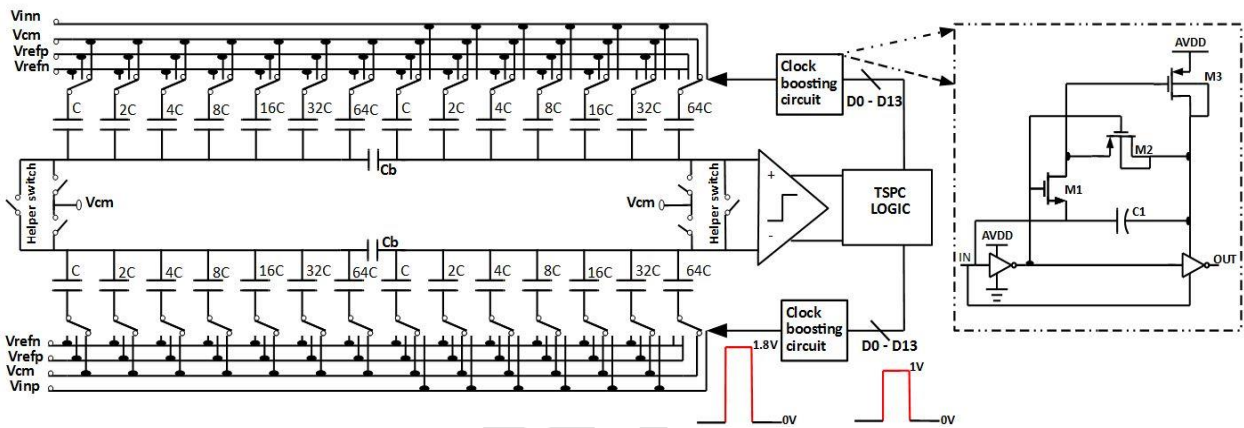 Vinn
Vcm
Vrefp
Vrefn
C 2C 4C 8C 16C 32C 64C C 2C 4C 8C 16C 32C 64C
Clock boosting circuit
D0 - D13
Helper switch
Vcm
Cb
Vcm
Helper switch
+
-
TSPC
LOGIC
Cb
C 2C 4C 8C 16C 32C 64C C 2C 4C 8C 16C 32C 64C
Clock boosting circuit
D0 - D13
Vrefn
Vrefp
Vcm
Vinp
1.8V
0V
1V
0V
AVDD
M3
M2
M1
C1
AVDD
IN
OUT